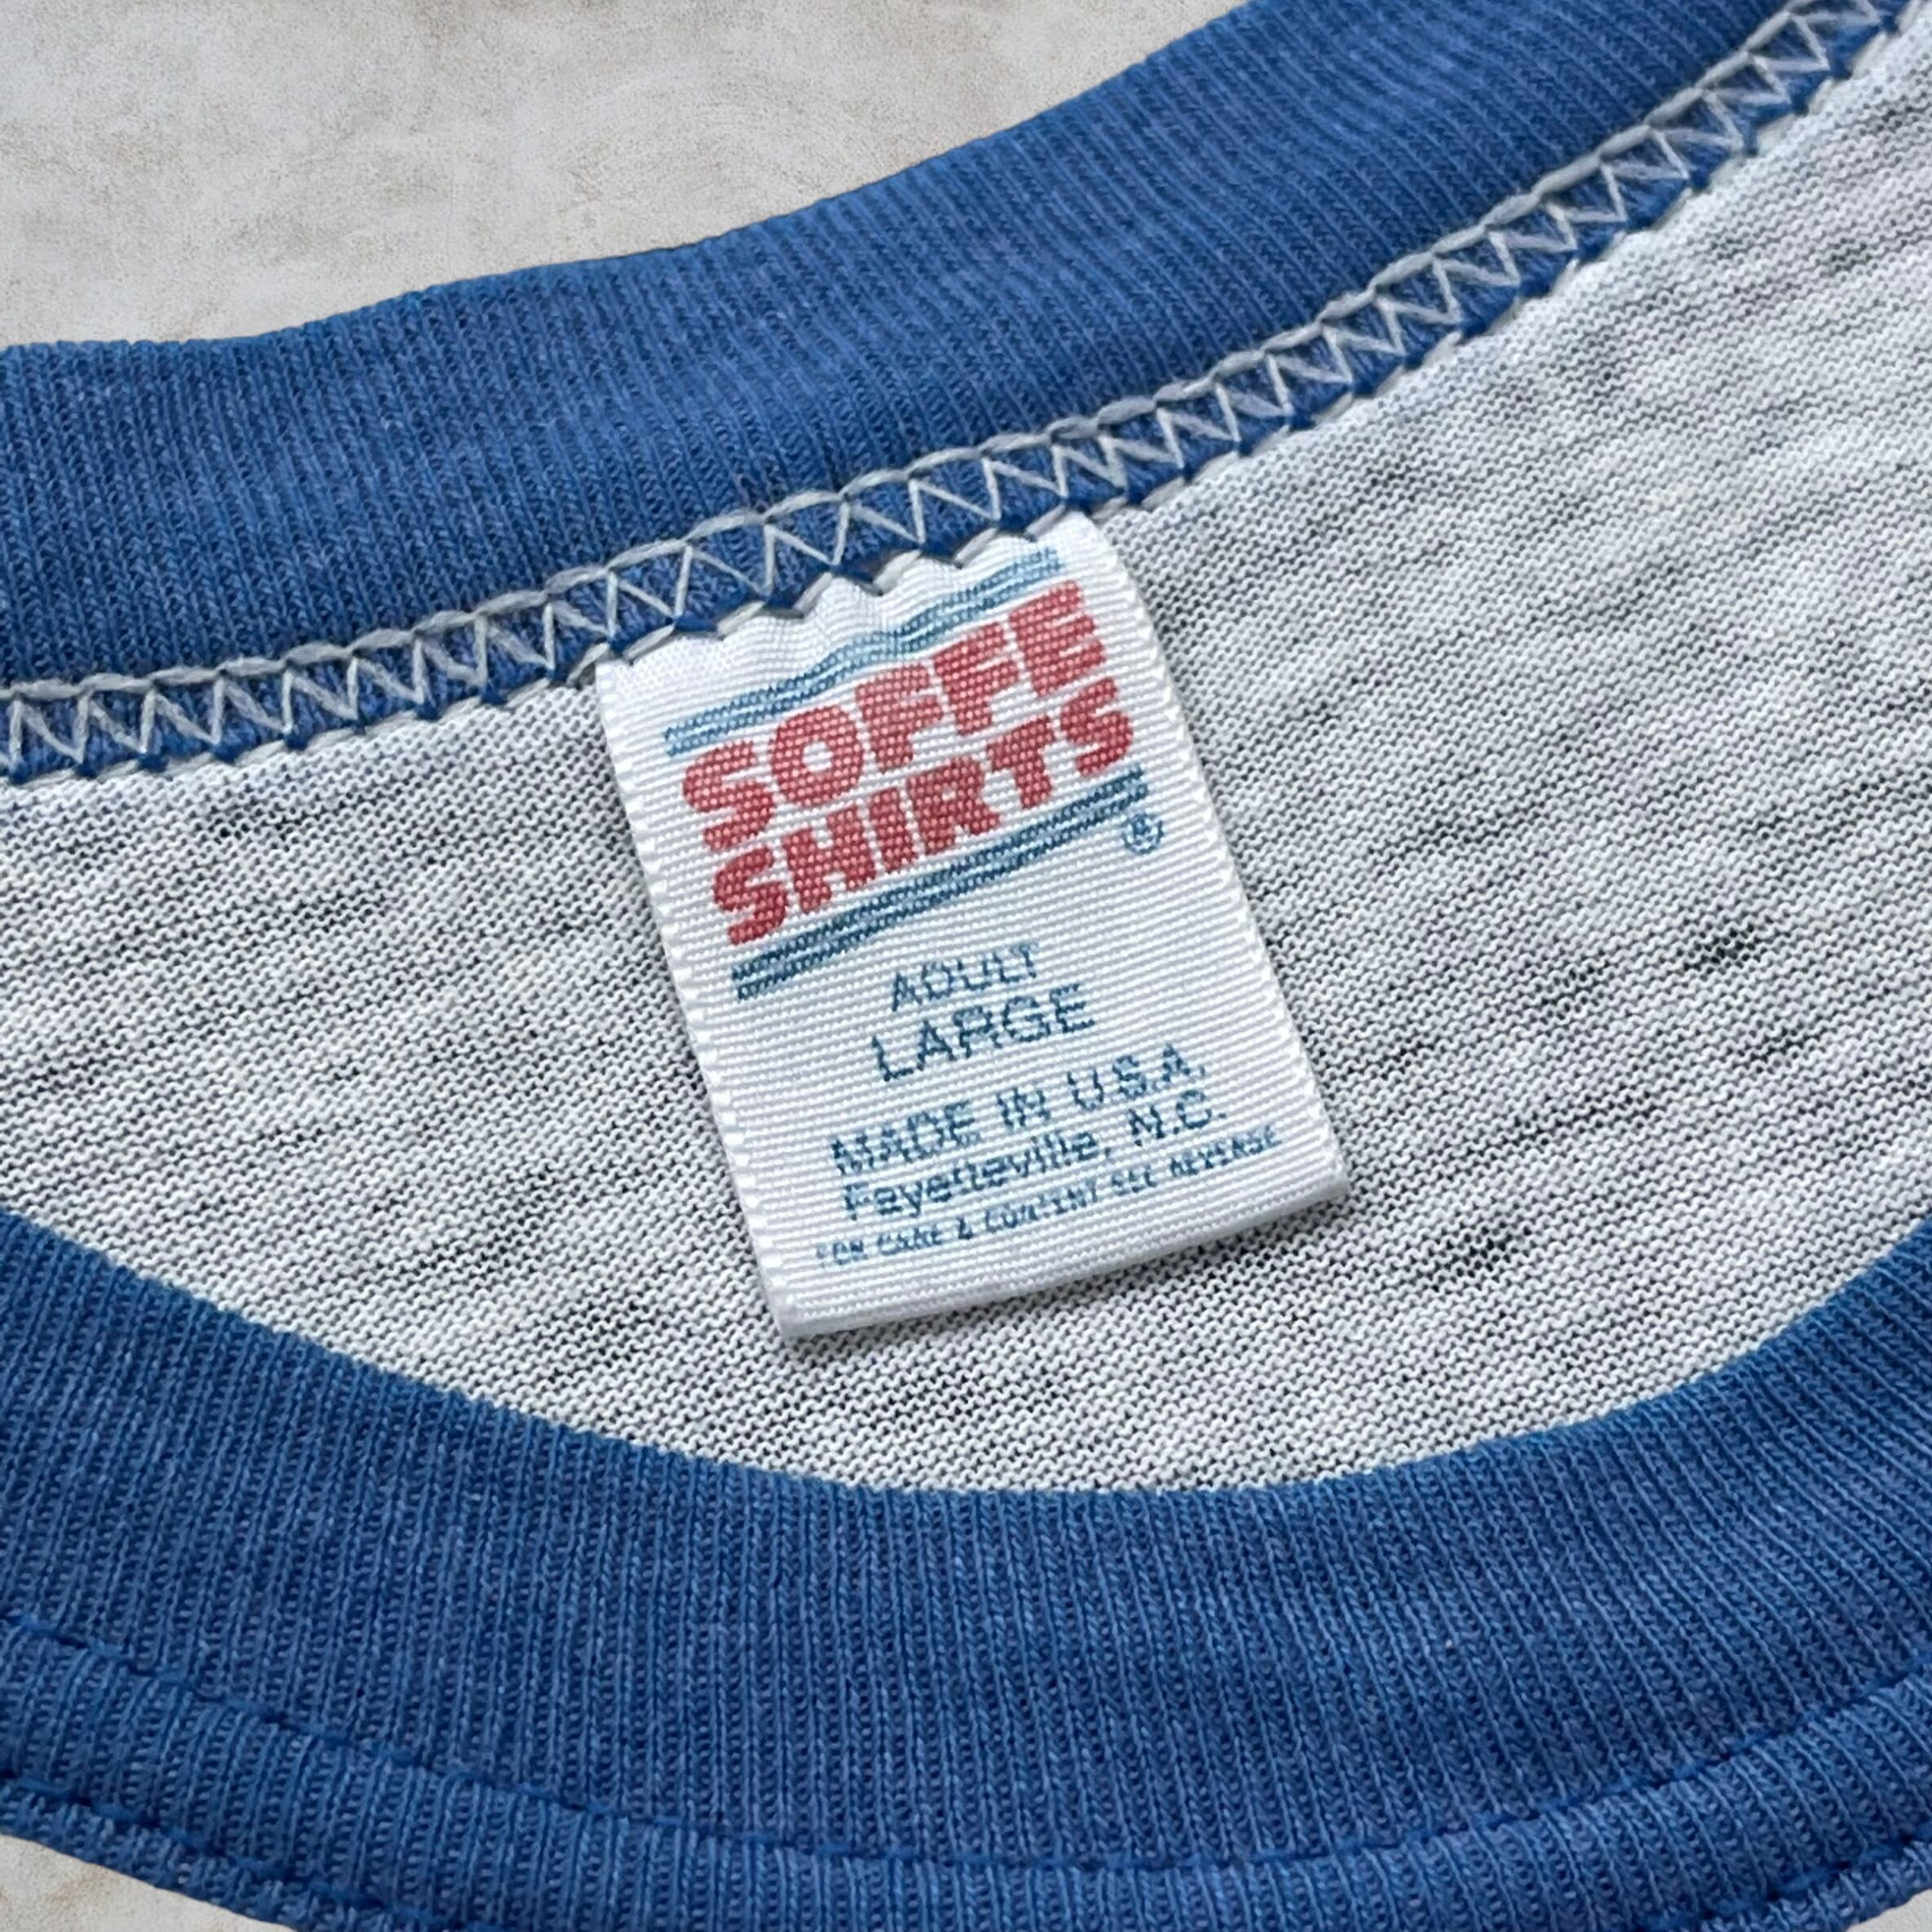 SOFFE
SHIRTS
®
ADULT
LARGE
MADE IN U.S.A.
Fayetteville, N.C.
FOR CARE & CONTENT SEE REVERSE